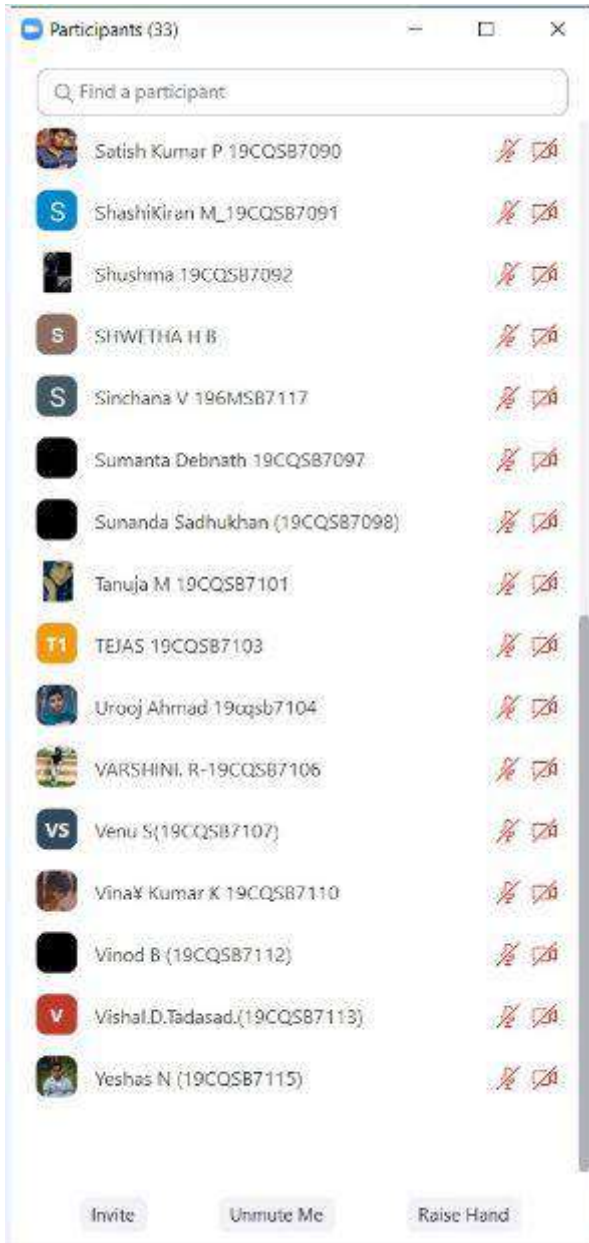 Participants (33)
Find a participant
Satish Kumar P 19CQSB7090
S ShashiKiran M_19CQSB7091
Shushma 19CQSB7092
S SHWETHA H B
S Sinchana V 196MSB7117
Sumanta Debnath 19CQSB7097
Sunanda Sadhukhan (19CQSB7098)
Tanuja M 19CQSB7101
T1 TEJAS 19CQSB7103
Urooj Ahmad 19cqsb7104
VARSHINI. R-19CQSB7106
VS Venu S(19CQSB7107)
Vina¥ Kumar K 19CQSB7110
Vinod B (19CQSB7112)
V Vishal.D.Tadasad.(19CQSB7113)
Yeshas N (19CQSB7115)
Invite Unmute Me Raise Hand